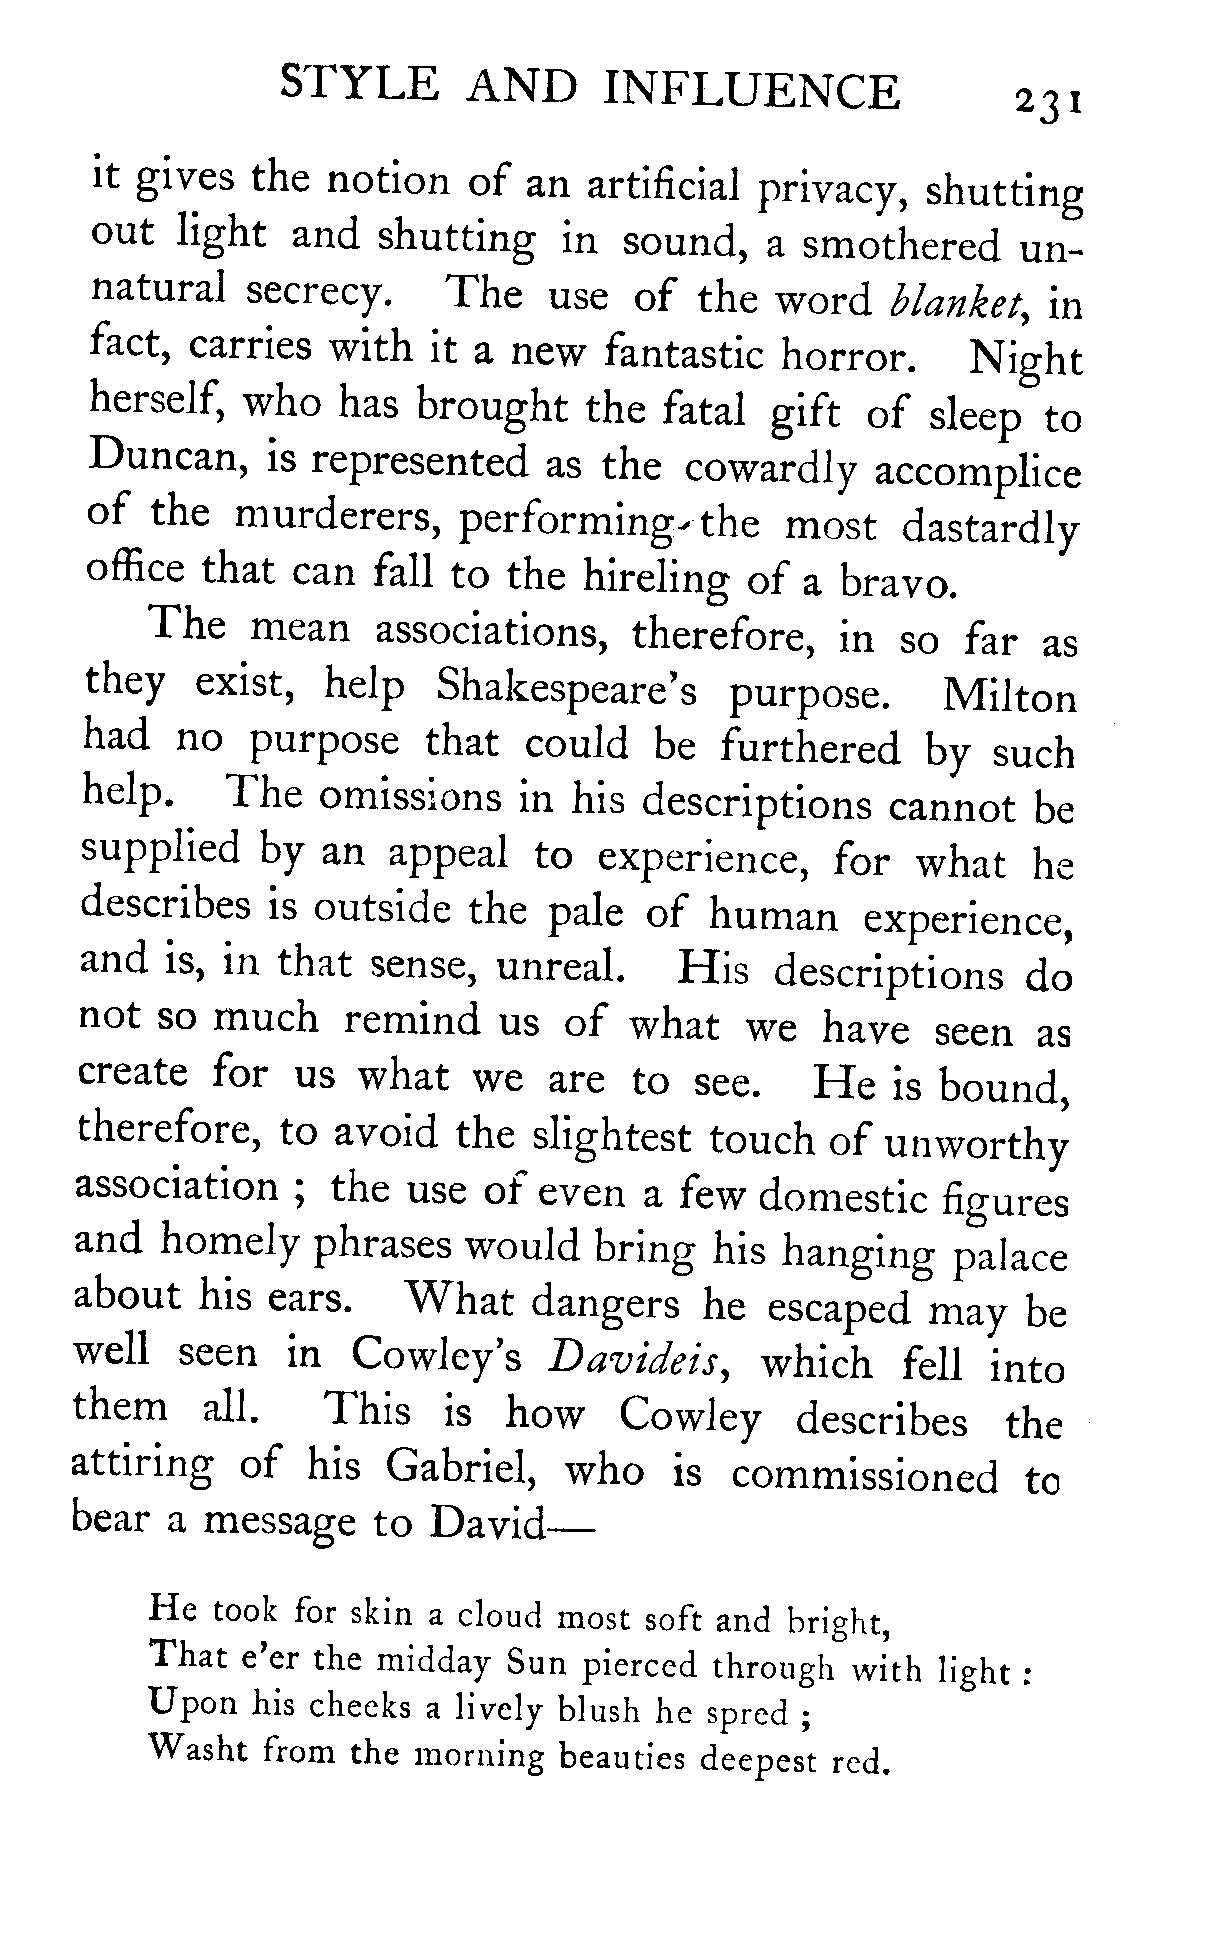 STYLE AND INFLUENCE 231
it gives the notion of an artificial privacy, shutting
out light and shutting in sound, a smothered un-
natural secrecy. The use of the word blanket, in
fact, carries with it a new fantastic horror. Night
herself, who has brought the fatal gift of sleep to
Duncan, is represented as the cowardly accomplice
of the murderers, performing the most dastardly
office that can fall to the hireling of a bravo.
The mean associations, therefore, in so far as
they exist, help Shakespeare's purpose. Milton
had no purpose that could be furthered by such
help. The omissions in his descriptions cannot be
supplied by an appeal to experience, for what he
describes is outside the pale of human experience,
and is, in that sense, unreal. His descriptions do
not so much remind us of what we have seen as
create for us what we are to see. He is bound,
therefore, to avoid the slightest touch of unworthy
association ; the use of even a few domestic figures
and homely phrases would bring his hanging palace
about his ears. What dangers he escaped may be
well seen in Cowley's Davideis, which fell into
them all. This is how Cowley describes the
attiring of his Gabriel, who is commissioned to
bear a message to David—
He took for skin a cloud most soft and bright,
That e'er the midday Sun pierced through with light :
Upon his cheeks a lively blush he spred ;
Washt from the morning beauties deepest red.